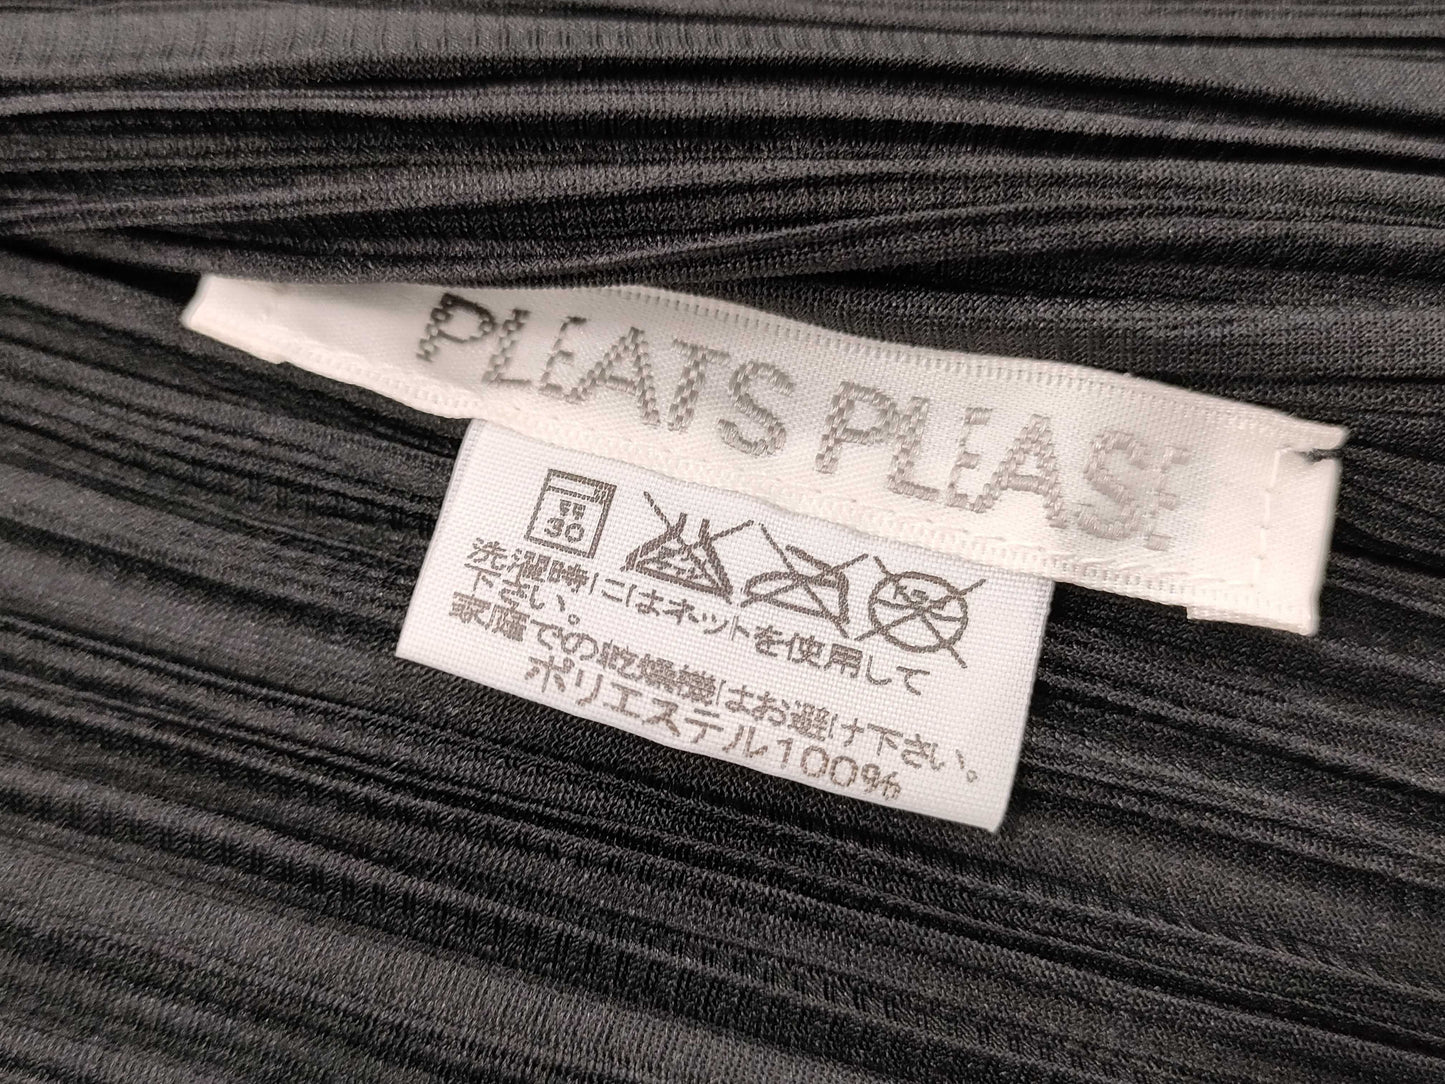 PLEATS PLEASE
弱
30
洗濯時にはネットを使用して
下さい。
家庭での乾燥機はお避け下さい。
ポリエステル100%